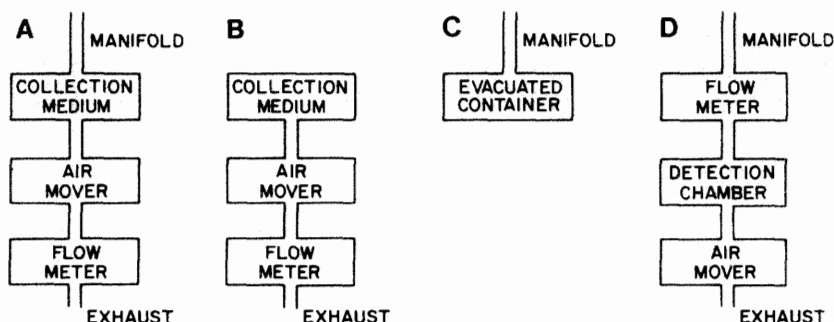 A
MANIFOLD
COLLECTION
MEDIUM
AIR
MOVER
FLOW
METER
EXHAUST
B
COLLECTION
MEDIUM
AIR
MOVER
FLOW
METER
EXHAUST
C
MANIFOLD
EVACUATED
CONTAINER
D
MANIFOLD
FLOW
METER
DETECTION
CHAMBER
AIR
MOVER
EXHAUST